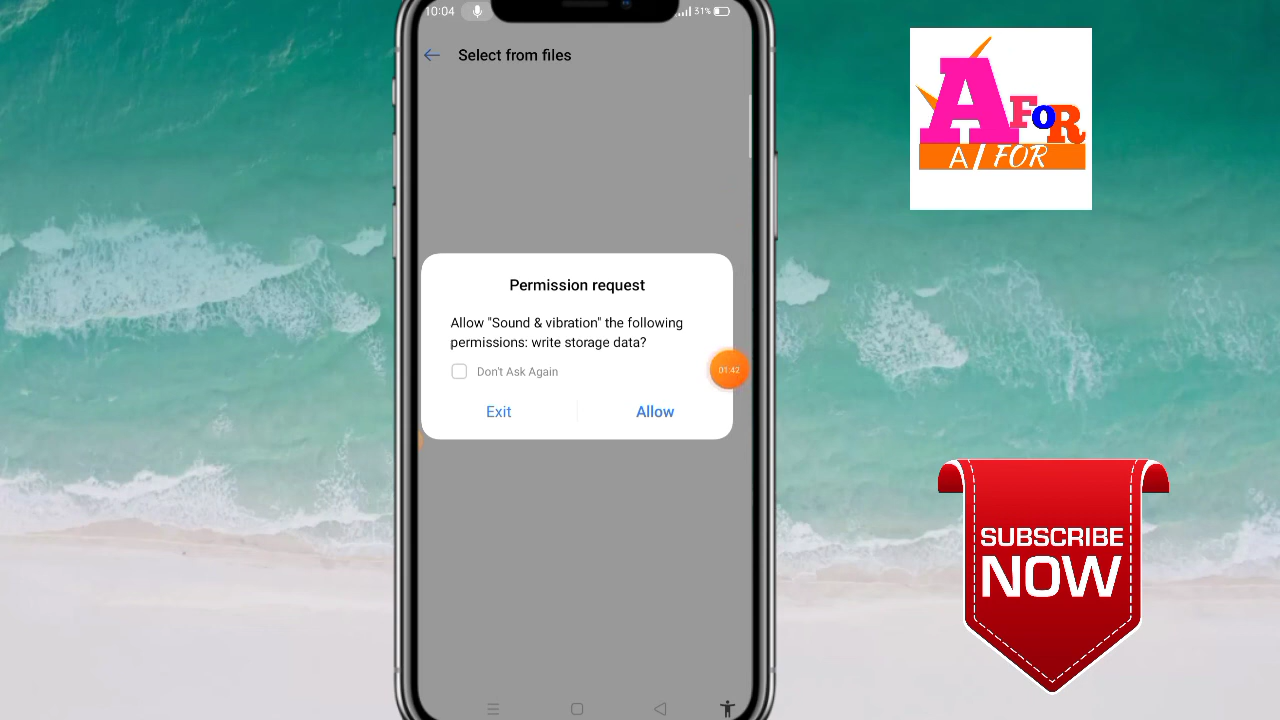 10:04
31%
Select from files
Permission request
Allow "Sound & vibration" the following
permissions: write storage data?
Don't Ask Again
01:42
Exit
Allow
A FOR
A / FOR
SUBSCRIBE
NOW